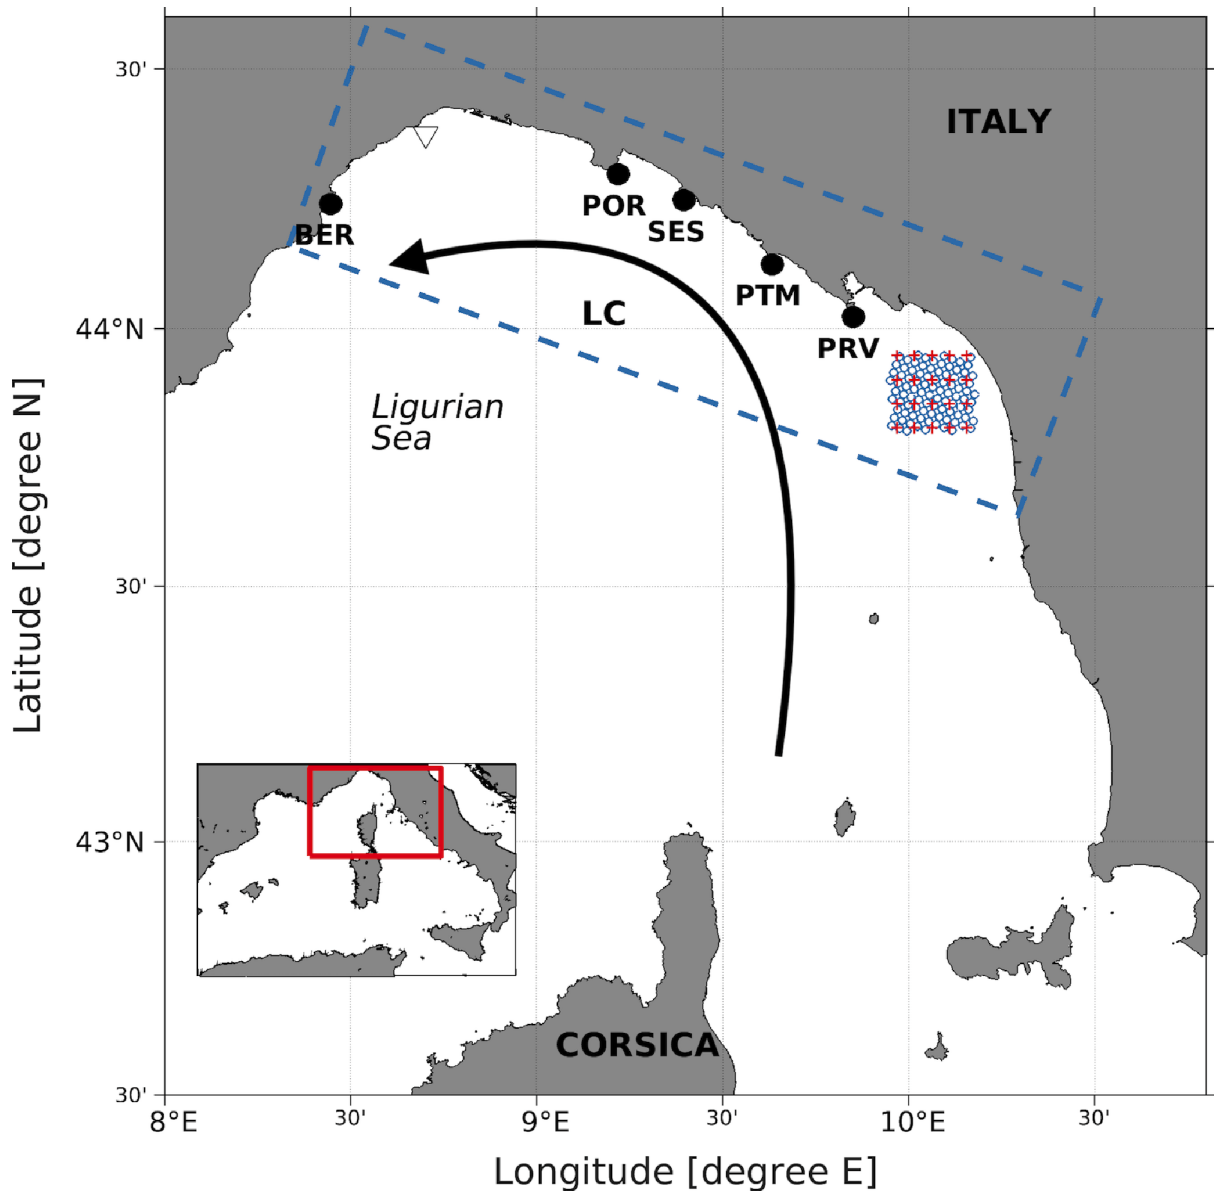 30'
ITALY
POR
SES
BER
PTM
LC
44°N
PRV
Ligurian
Sea
30'
43°N
CORSICA
30'
8°E
30'
9°E
30'
10°E
30'
Latitude [degree N]
Longitude [degree E]